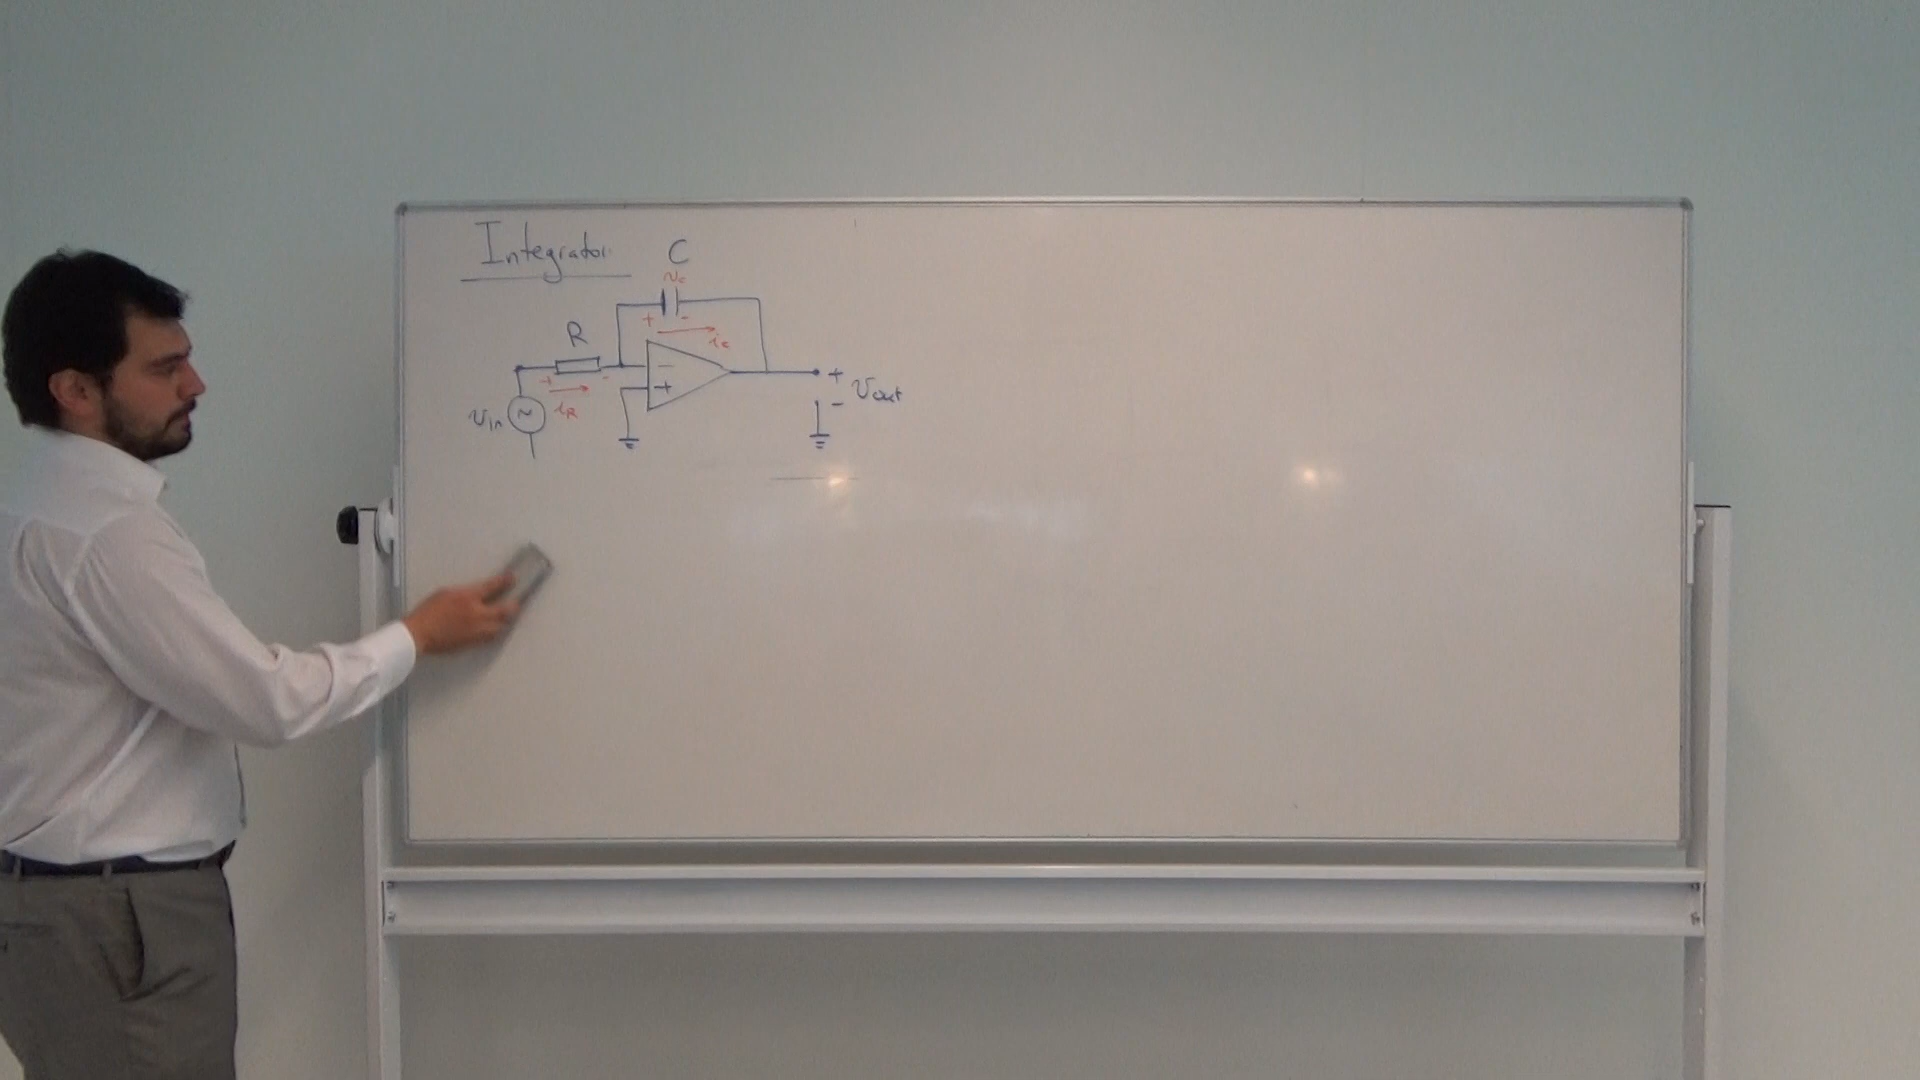 Integrator
C
vc
+ -
ic
R
+ -
iR
-
+
vin
~
+
vout
-